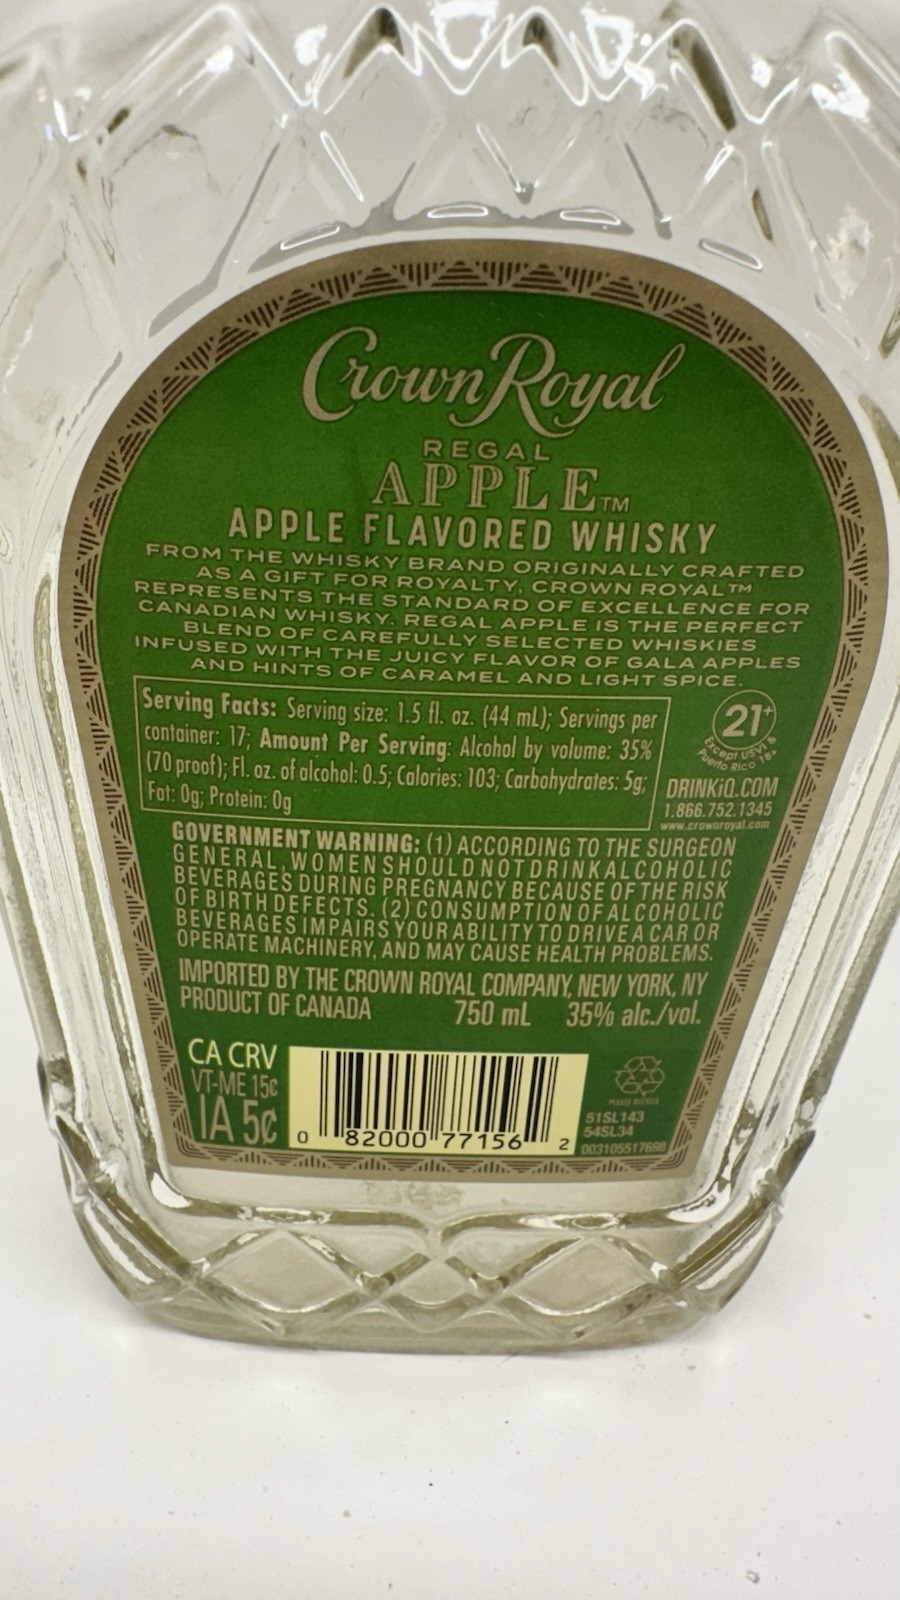 Crown Royal
REGAL
APPLE™
APPLE FLAVORED WHISKY
FROM THE WHISKY BRAND ORIGINALLY CRAFTED
AS A GIFT FOR ROYALTY, CROWN ROYAL™
REPRESENTS THE STANDARD OF EXCELLENCE FOR
CANADIAN WHISKY. REGAL APPLE IS THE PERFECT
BLEND OF CAREFULLY SELECTED WHISKIES
INFUSED WITH THE JUICY FLAVOR OF GALA APPLES
AND HINTS OF CARAMEL AND LIGHT SPICE.
Serving Facts: Serving size: 1.5 fl. oz. (44 mL); Servings per
container: 17; Amount Per Serving: Alcohol by volume: 35%
(70 proof); Fl. oz. of alcohol: 0.5; Calories: 103; Carbohydrates: 5g;
Fat: 0g; Protein: 0g
21+
Except USVI &
Puerto Rico 18+
DRINKiQ.COM
1.866.752.1345
www.crownroyal.com
GOVERNMENT WARNING: (1) ACCORDING TO THE SURGEON
GENERAL, WOMEN SHOULD NOT DRINK ALCOHOLIC
BEVERAGES DURING PREGNANCY BECAUSE OF THE RISK
OF BIRTH DEFECTS. (2) CONSUMPTION OF ALCOHOLIC
BEVERAGES IMPAIRS YOUR ABILITY TO DRIVE A CAR OR
OPERATE MACHINERY, AND MAY CAUSE HEALTH PROBLEMS.
IMPORTED BY THE CROWN ROYAL COMPANY, NEW YORK, NY
PRODUCT OF CANADA 750 mL 35% alc./vol.
CA CRV
VT-ME 15¢
IA 5¢
0 82000 77156 2
PLEASE RECYCLE
51SL143
54SL34
003105517698